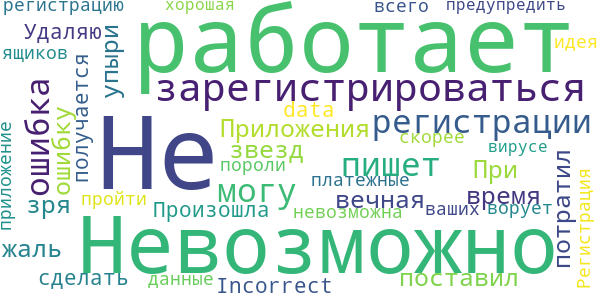 регистрацию хорошая всего предупредить
Удаляю работает идея
ящиков упыри зарегистрироваться
ошибка ошибку получается data регистрации
Не Приложения скорее
приложение звезд пишет При вирусе
пороли платежные
могу вечная время потратил
зря Произошла невозможна ваших ворует Регистрация
пройти
жаль Невозможно
сделать данные Incorrect поставил